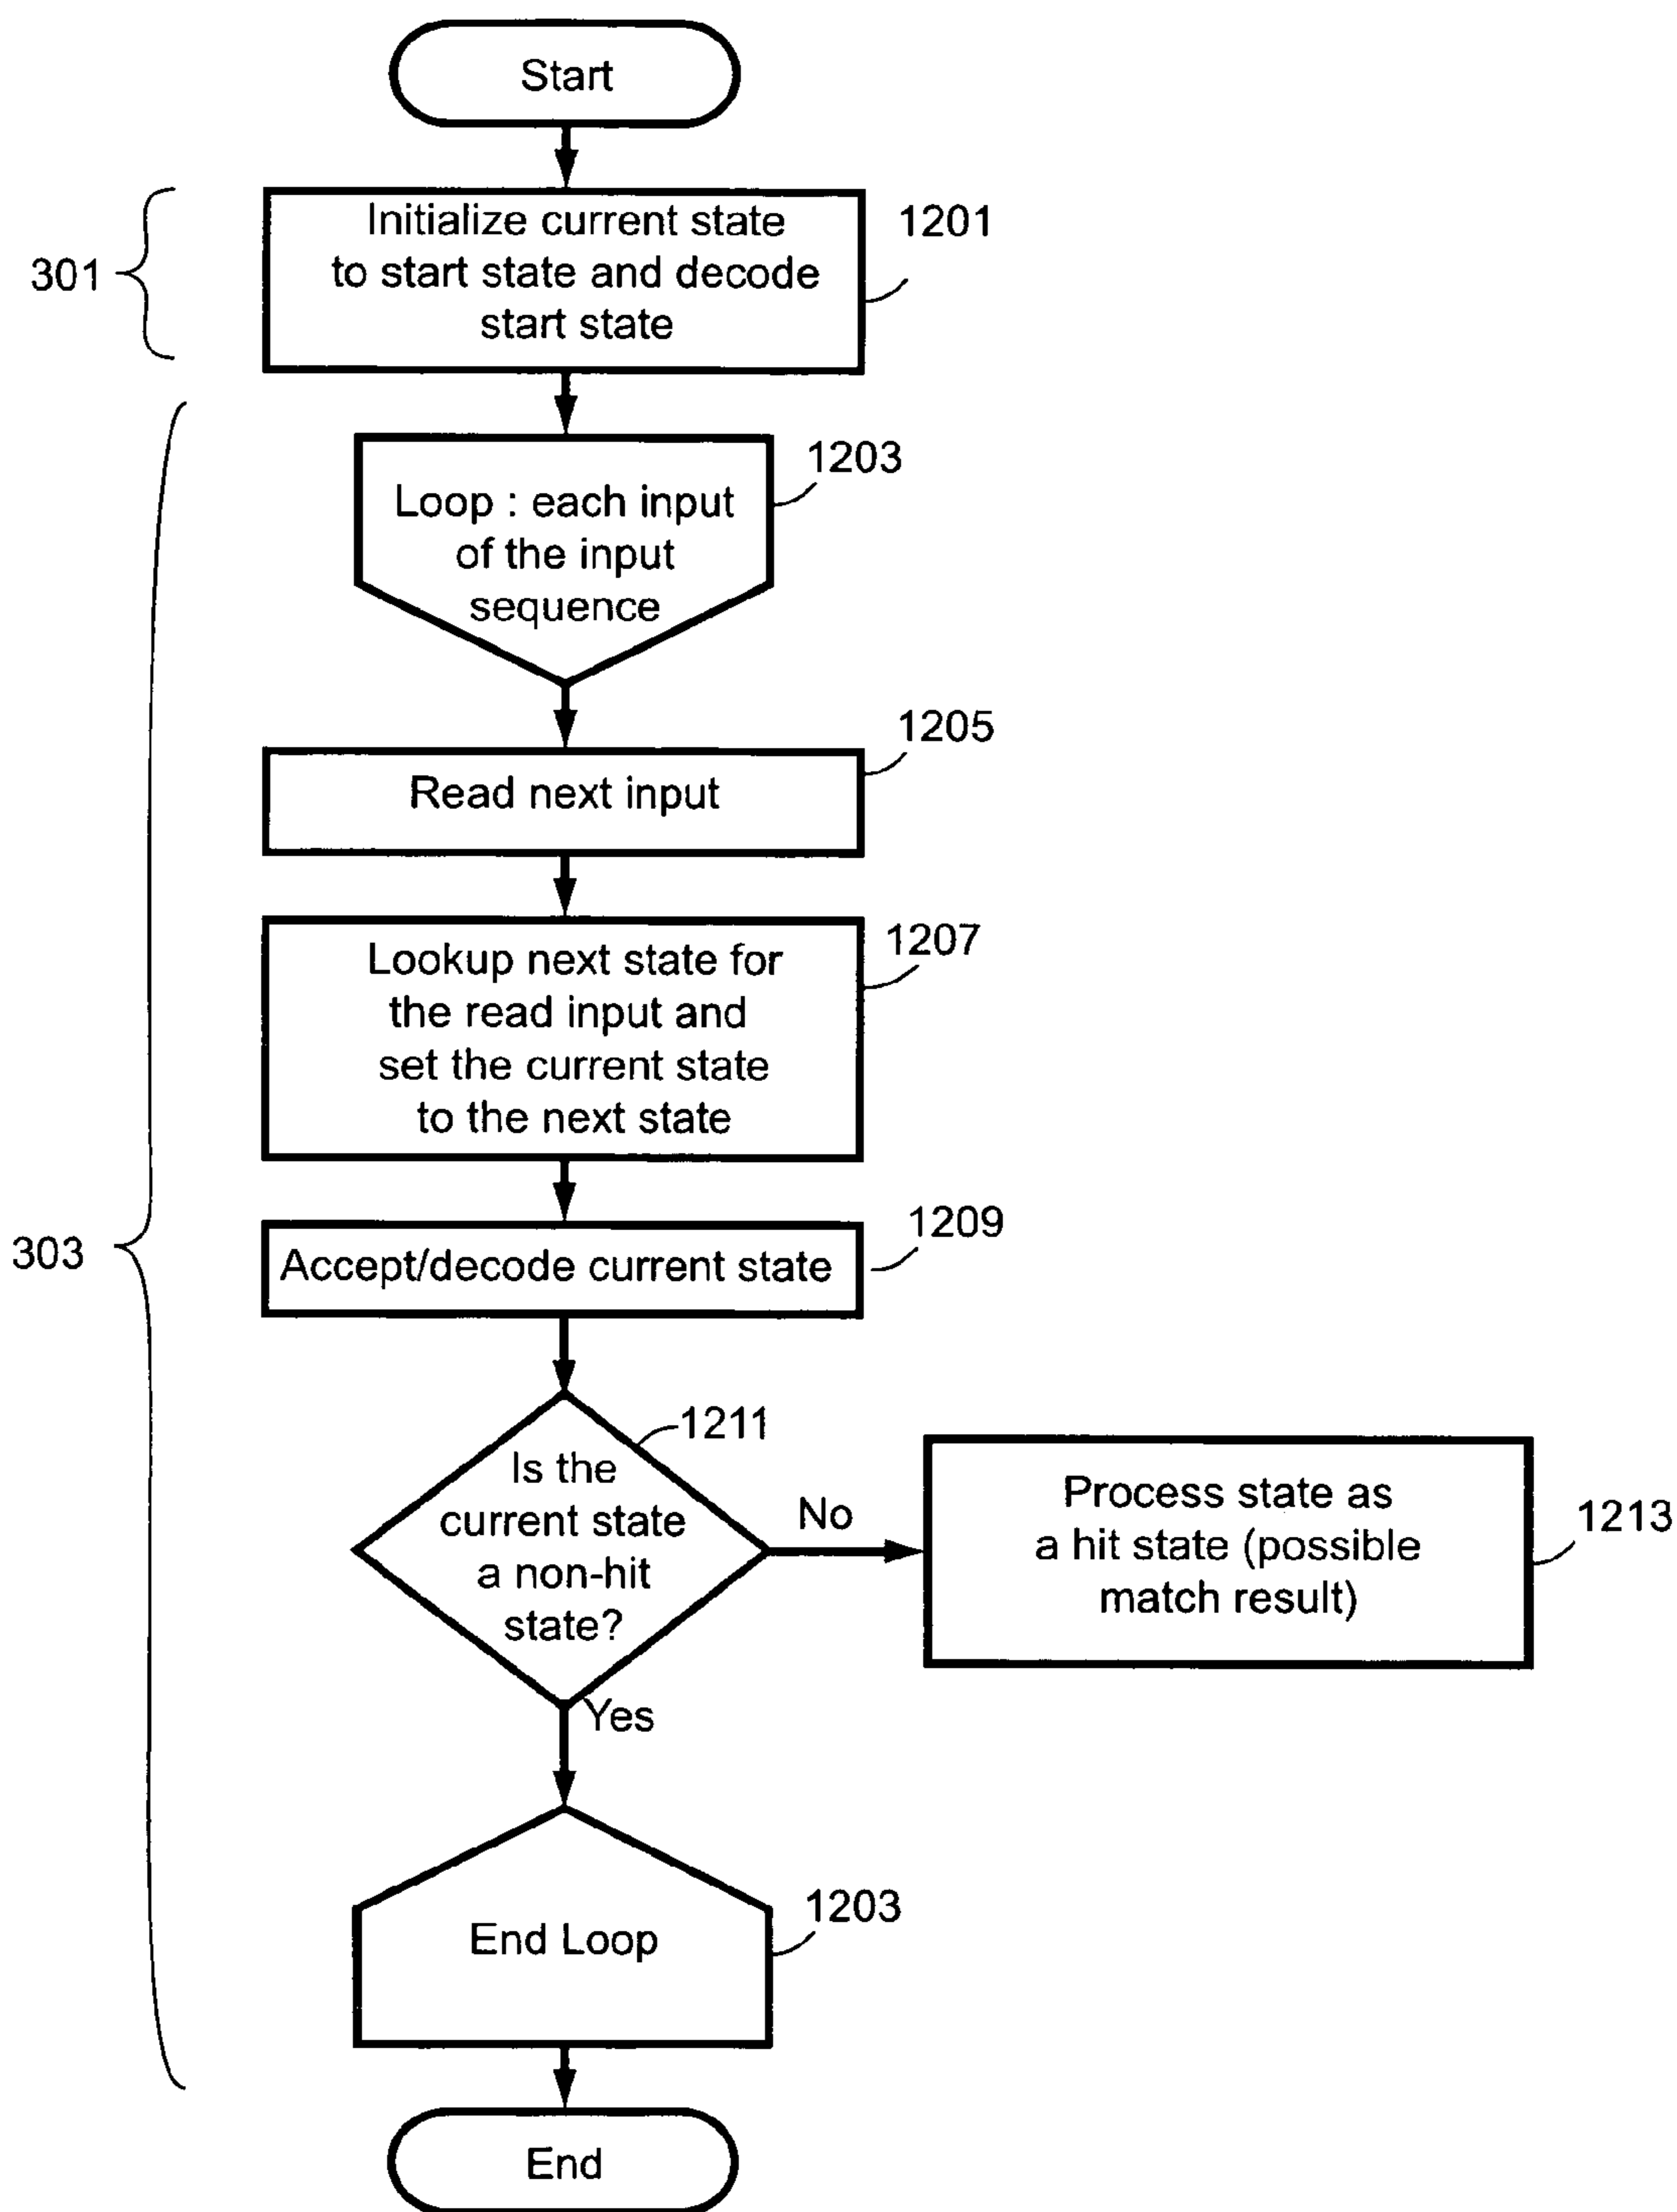 Start
301
Initialize current state
to start state and decode
start state
1201
Loop : each input
of the input
sequence
1203
Read next input
1205
Lookup next state for
the read input and
set the current state
to the next state
1207
303
Accept/decode current state
1209
Is the
current state
a non-hit
state?
1211
No
Process state as
a hit state (possible
match result)
1213
Yes
End Loop
1203
End